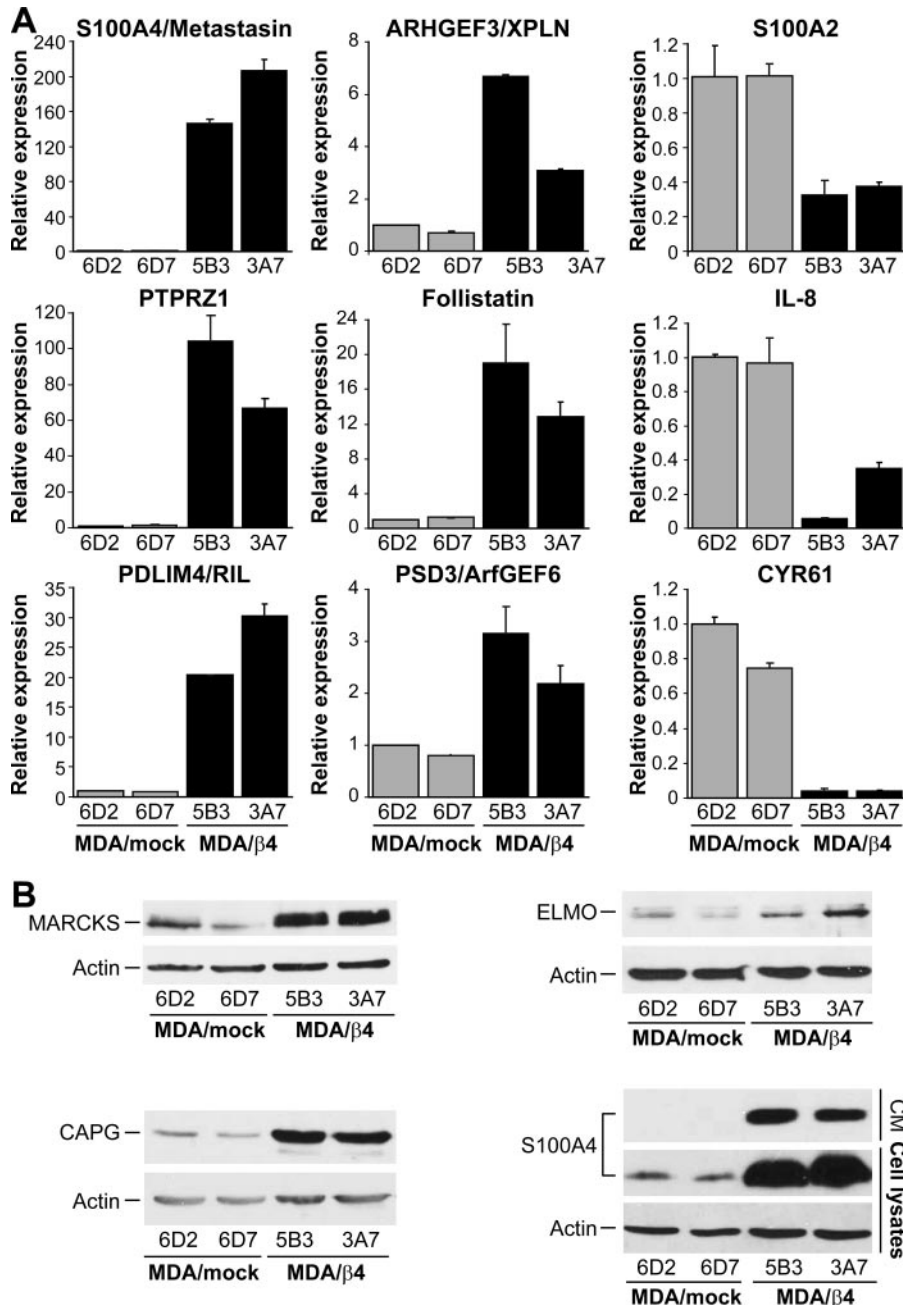 A
S100A4/Metastasin
Relative expression
240
200
160
120
80
40
0
6D2 6D7 5B3 3A7
ARHGEF3/XPLN
Relative expression
8
6
4
2
0
6D2 6D7 5B3 3A7
S100A2
Relative expression
1.2
1.0
0.8
0.6
0.4
0.2
0
6D2 6D7 5B3 3A7
PTPRZ1
Relative expression
120
100
80
60
40
20
0
6D2 6D7 5B3 3A7
Follistatin
Relative expression
24
20
16
12
8
4
0
6D2 6D7 5B3 3A7
IL-8
Relative expression
1.2
1.0
0.8
0.6
0.4
0.2
0
6D2 6D7 5B3 3A7
PDLIM4/RIL
Relative expression
35
30
25
20
15
10
5
0
6D2 6D7 5B3 3A7
MDA/mock MDA/β4
PSD3/ArfGEF6
Relative expression
4
3
2
1
0
6D2 6D7 5B3 3A7
MDA/mock MDA/β4
CYR61
Relative expression
1.2
1.0
0.8
0.6
0.4
0.2
0
6D2 6D7 5B3 3A7
MDA/mock MDA/β4
B
MARCKS
Actin
6D2 6D7 5B3 3A7
MDA/mock MDA/β4
ELMO
Actin
6D2 6D7 5B3 3A7
MDA/mock MDA/β4
CAPG
Actin
6D2 6D7 5B3 3A7
MDA/mock MDA/β4
S100A4
CM
Cell lysates
Actin
6D2 6D7 5B3 3A7
MDA/mock MDA/β4